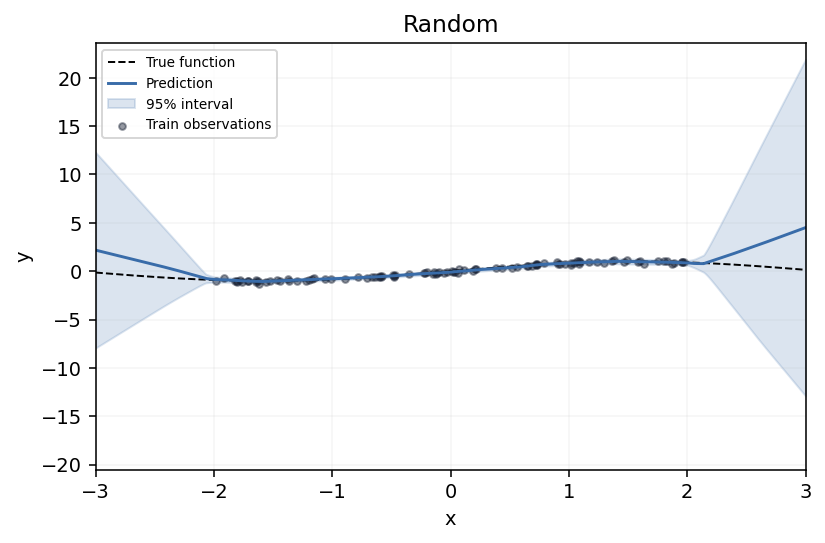 Random
True function
Prediction
95% interval
Train observations
20
15
10
5
0
−5
−10
−15
−20
y
−3
−2
−1
0
1
2
3
x